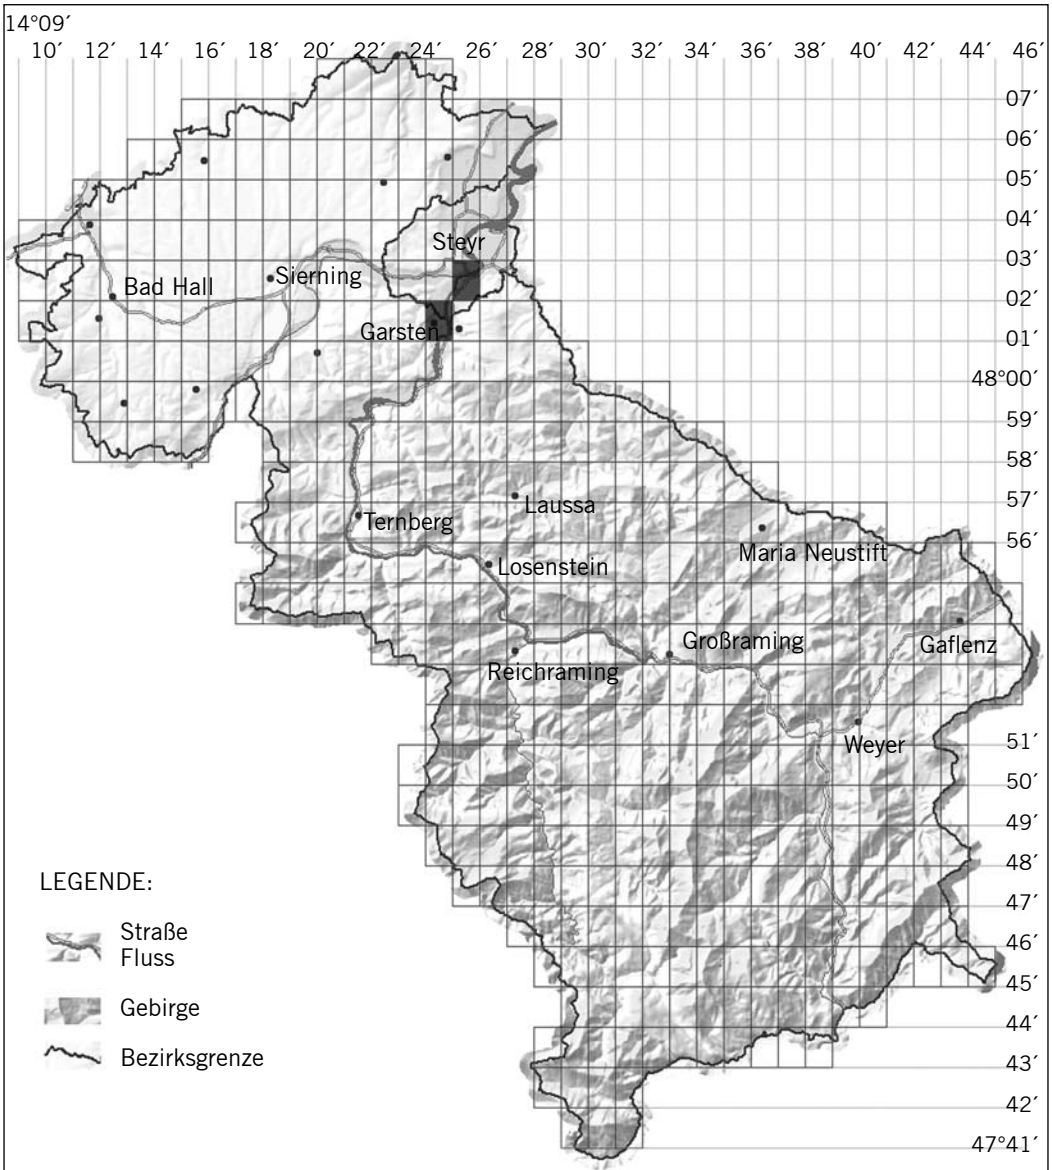 14°09′
10′ 12′ 14′ 16′ 18′ 20′ 22′ 24′ 26′ 28′ 30′ 32′ 34′ 36′ 38′ 40′ 42′ 44′ 46′
07′
06′
05′
04′
Steyr
03′
Sierning
Bad Hall
02′
Garsten
01′
48°00′
59′
58′
57′
Laussa
Ternberg
56′
Maria Neustift
Losenstein
Großraming
Gaflenz
Reichraming
51′
Weyer
50′
49′
48′
LEGENDE:
47′
Straße
46′
Fluss
45′
Gebirge
44′
Bezirksgrenze
43′
42′
47°41′